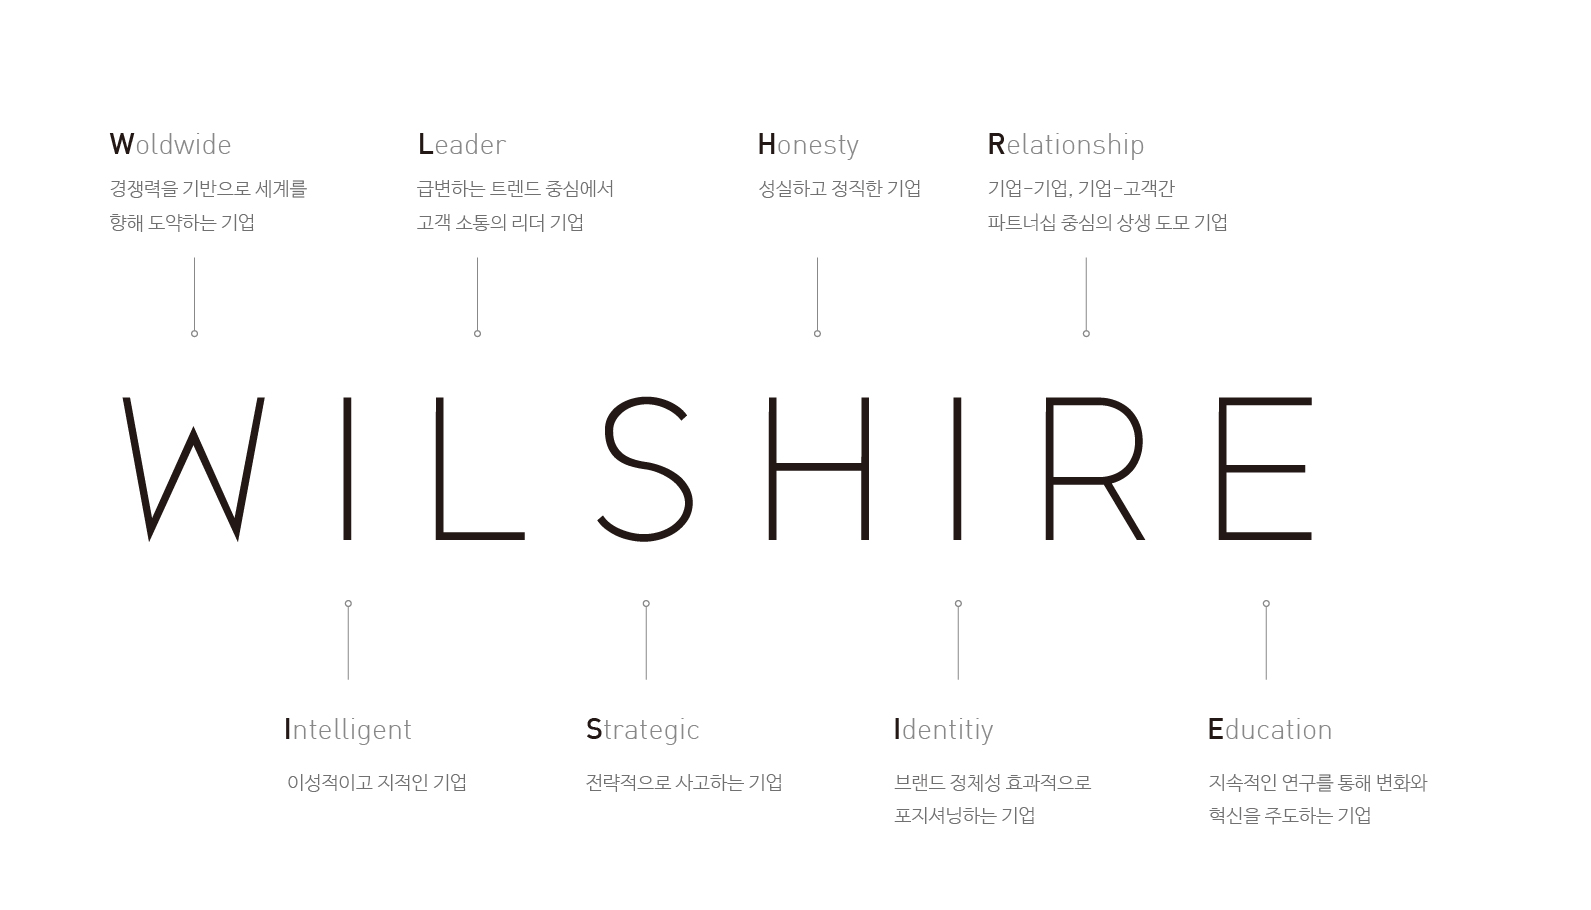 Woldwide
경쟁력을 기반으로 세계를
향해 도약하는 기업
Leader
급변하는 트렌드 중심에서
고객 소통의 리더 기업
Honesty
성실하고 정직한 기업
Relationship
기업-기업, 기업-고객간
파트너십 중심의 상생 도모 기업
WILSHIRE
Intelligent
이성적이고 지적인 기업
Strategic
전략적으로 사고하는 기업
Identitiy
브랜드 정체성 효과적으로
포지셔닝하는 기업
Education
지속적인 연구를 통해 변화와
혁신을 주도하는 기업